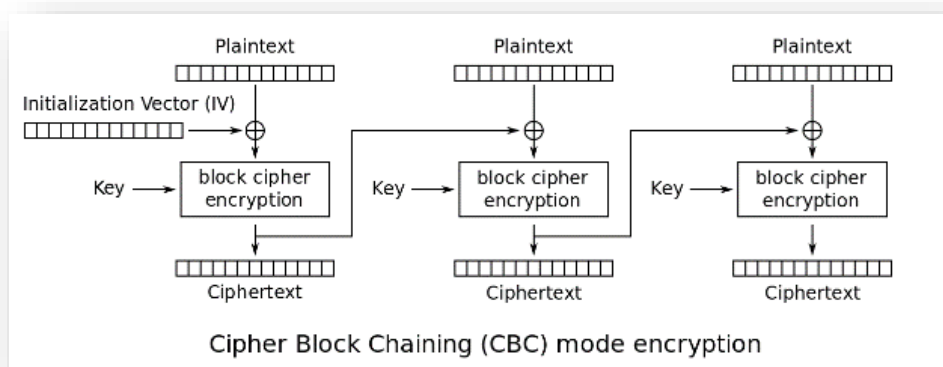 Plaintext Plaintext Plaintext
Initialization Vector (IV)
Key block cipher encryption Key block cipher encryption Key block cipher encryption
Ciphertext Ciphertext Ciphertext
Cipher Block Chaining (CBC) mode encryption